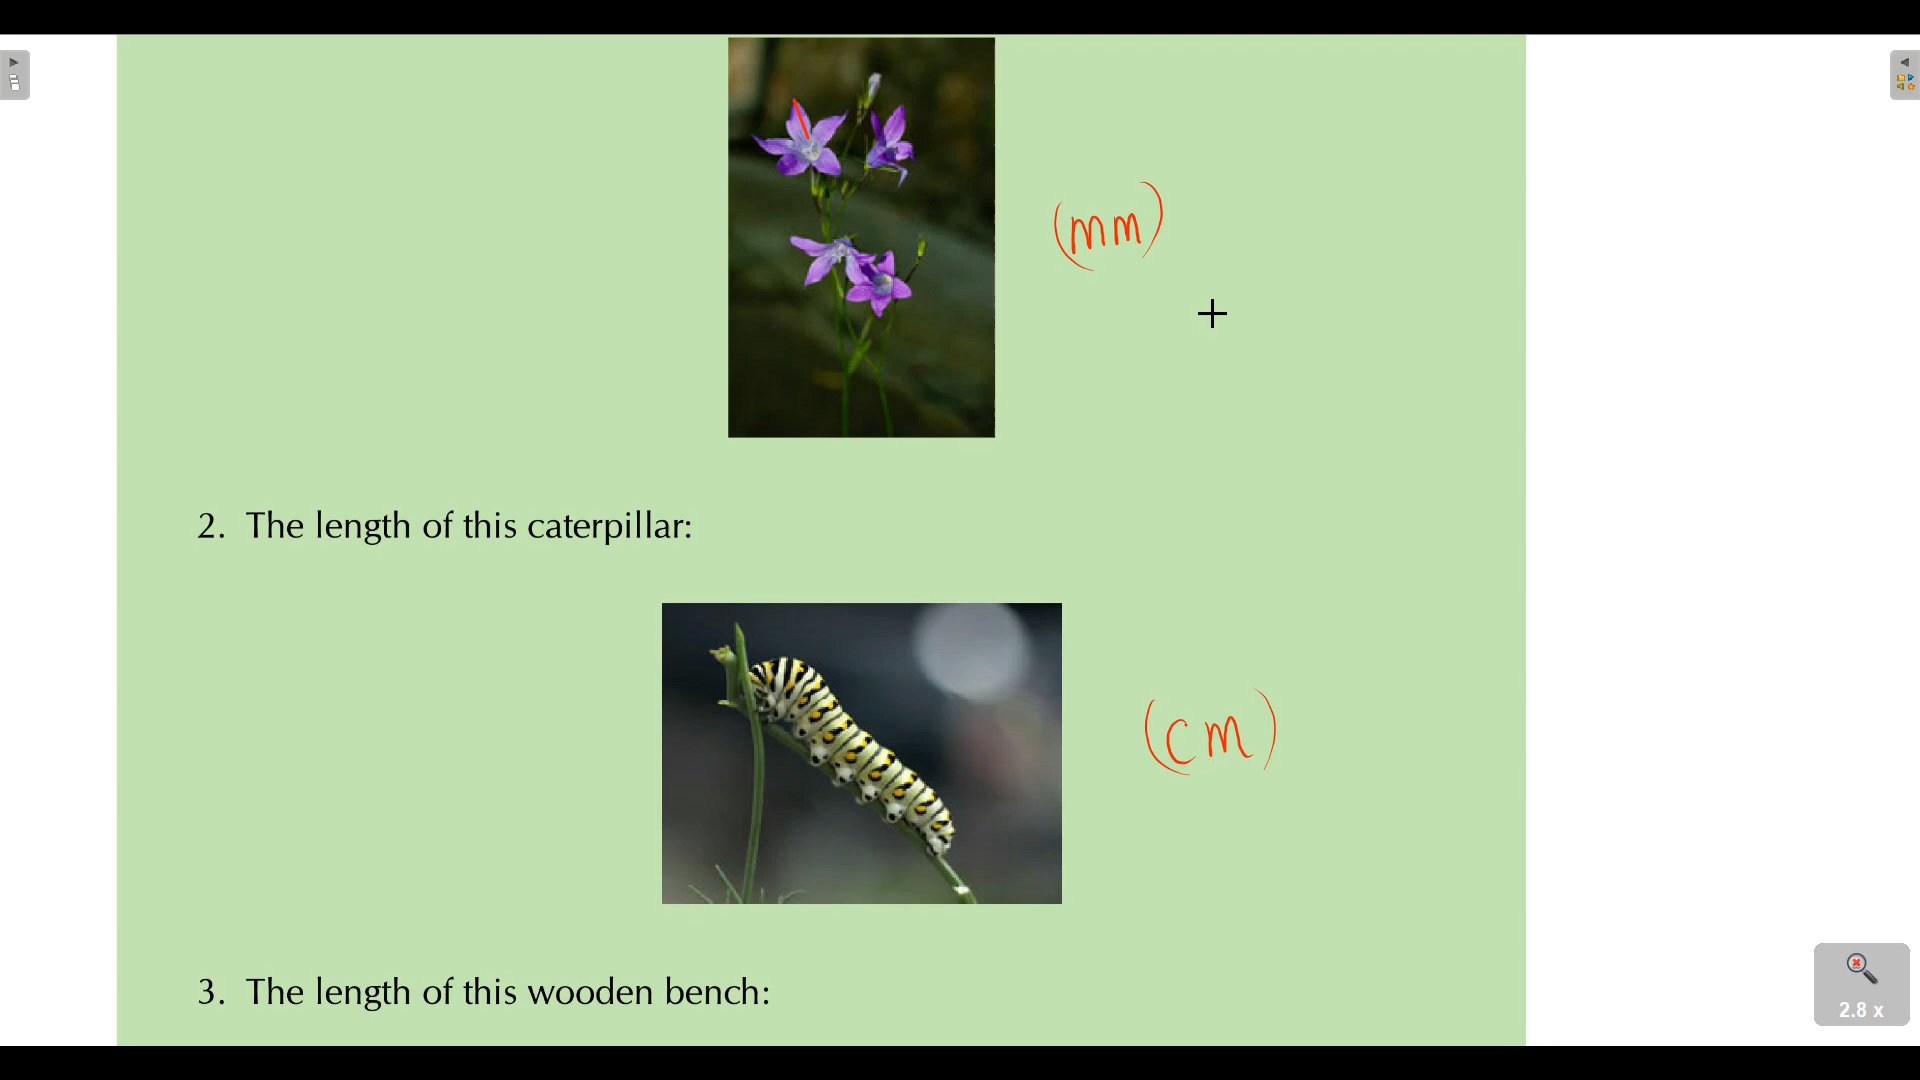 (mm)
2. The length of this caterpillar:
(cm)
3. The length of this wooden bench:
2.8 x